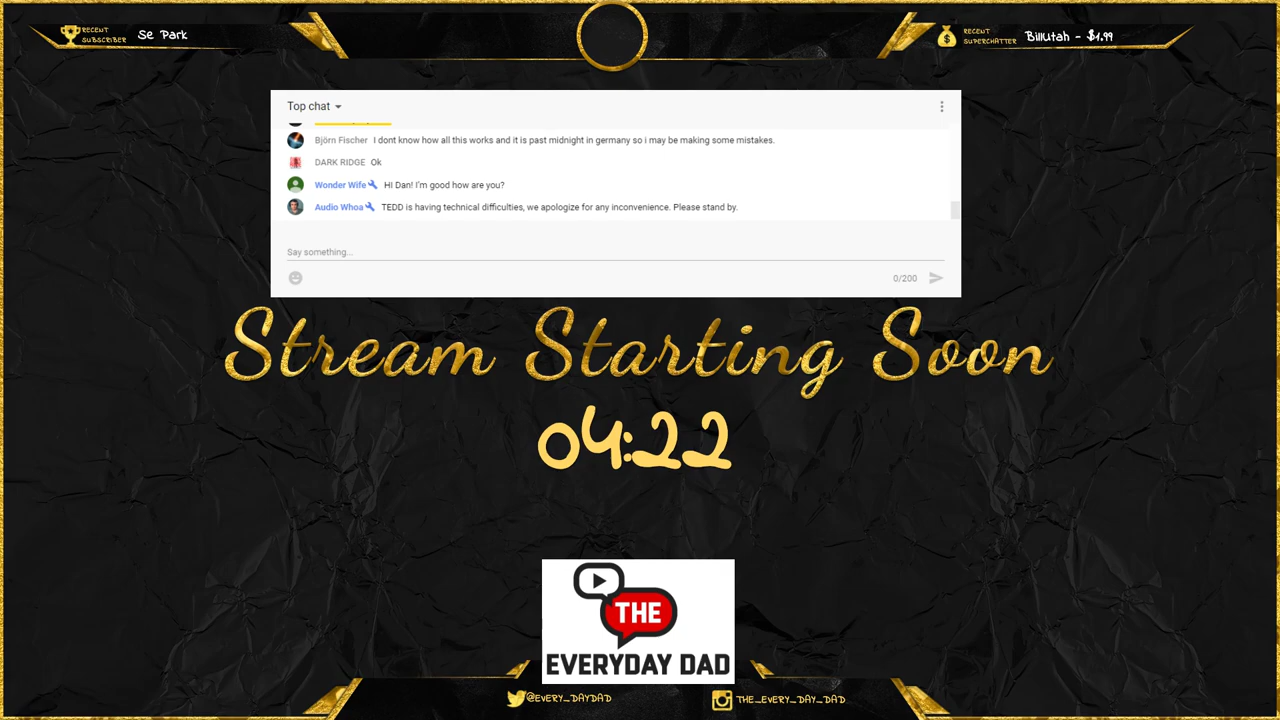 RECENT
SUBSCRIBER
Se Park
RECENT
SUPERCHATTER
BillUtah - $1.99
Top chat
Björn Fischer I dont know how all this works and it is past midnight in germany so i may be making some mistakes.
DARK RIDGE Ok
Wonder Wife HI Dan! I'm good how are you?
Audio Whoa TEDD is having technical difficulties, we apologize for any inconvenience. Please stand by.
Say something...
0/200
Stream Starting Soon
04:22
THE
EVERYDAY DAD
@EVERY_DAYDAD
THE_EVERY_DAY_DAD